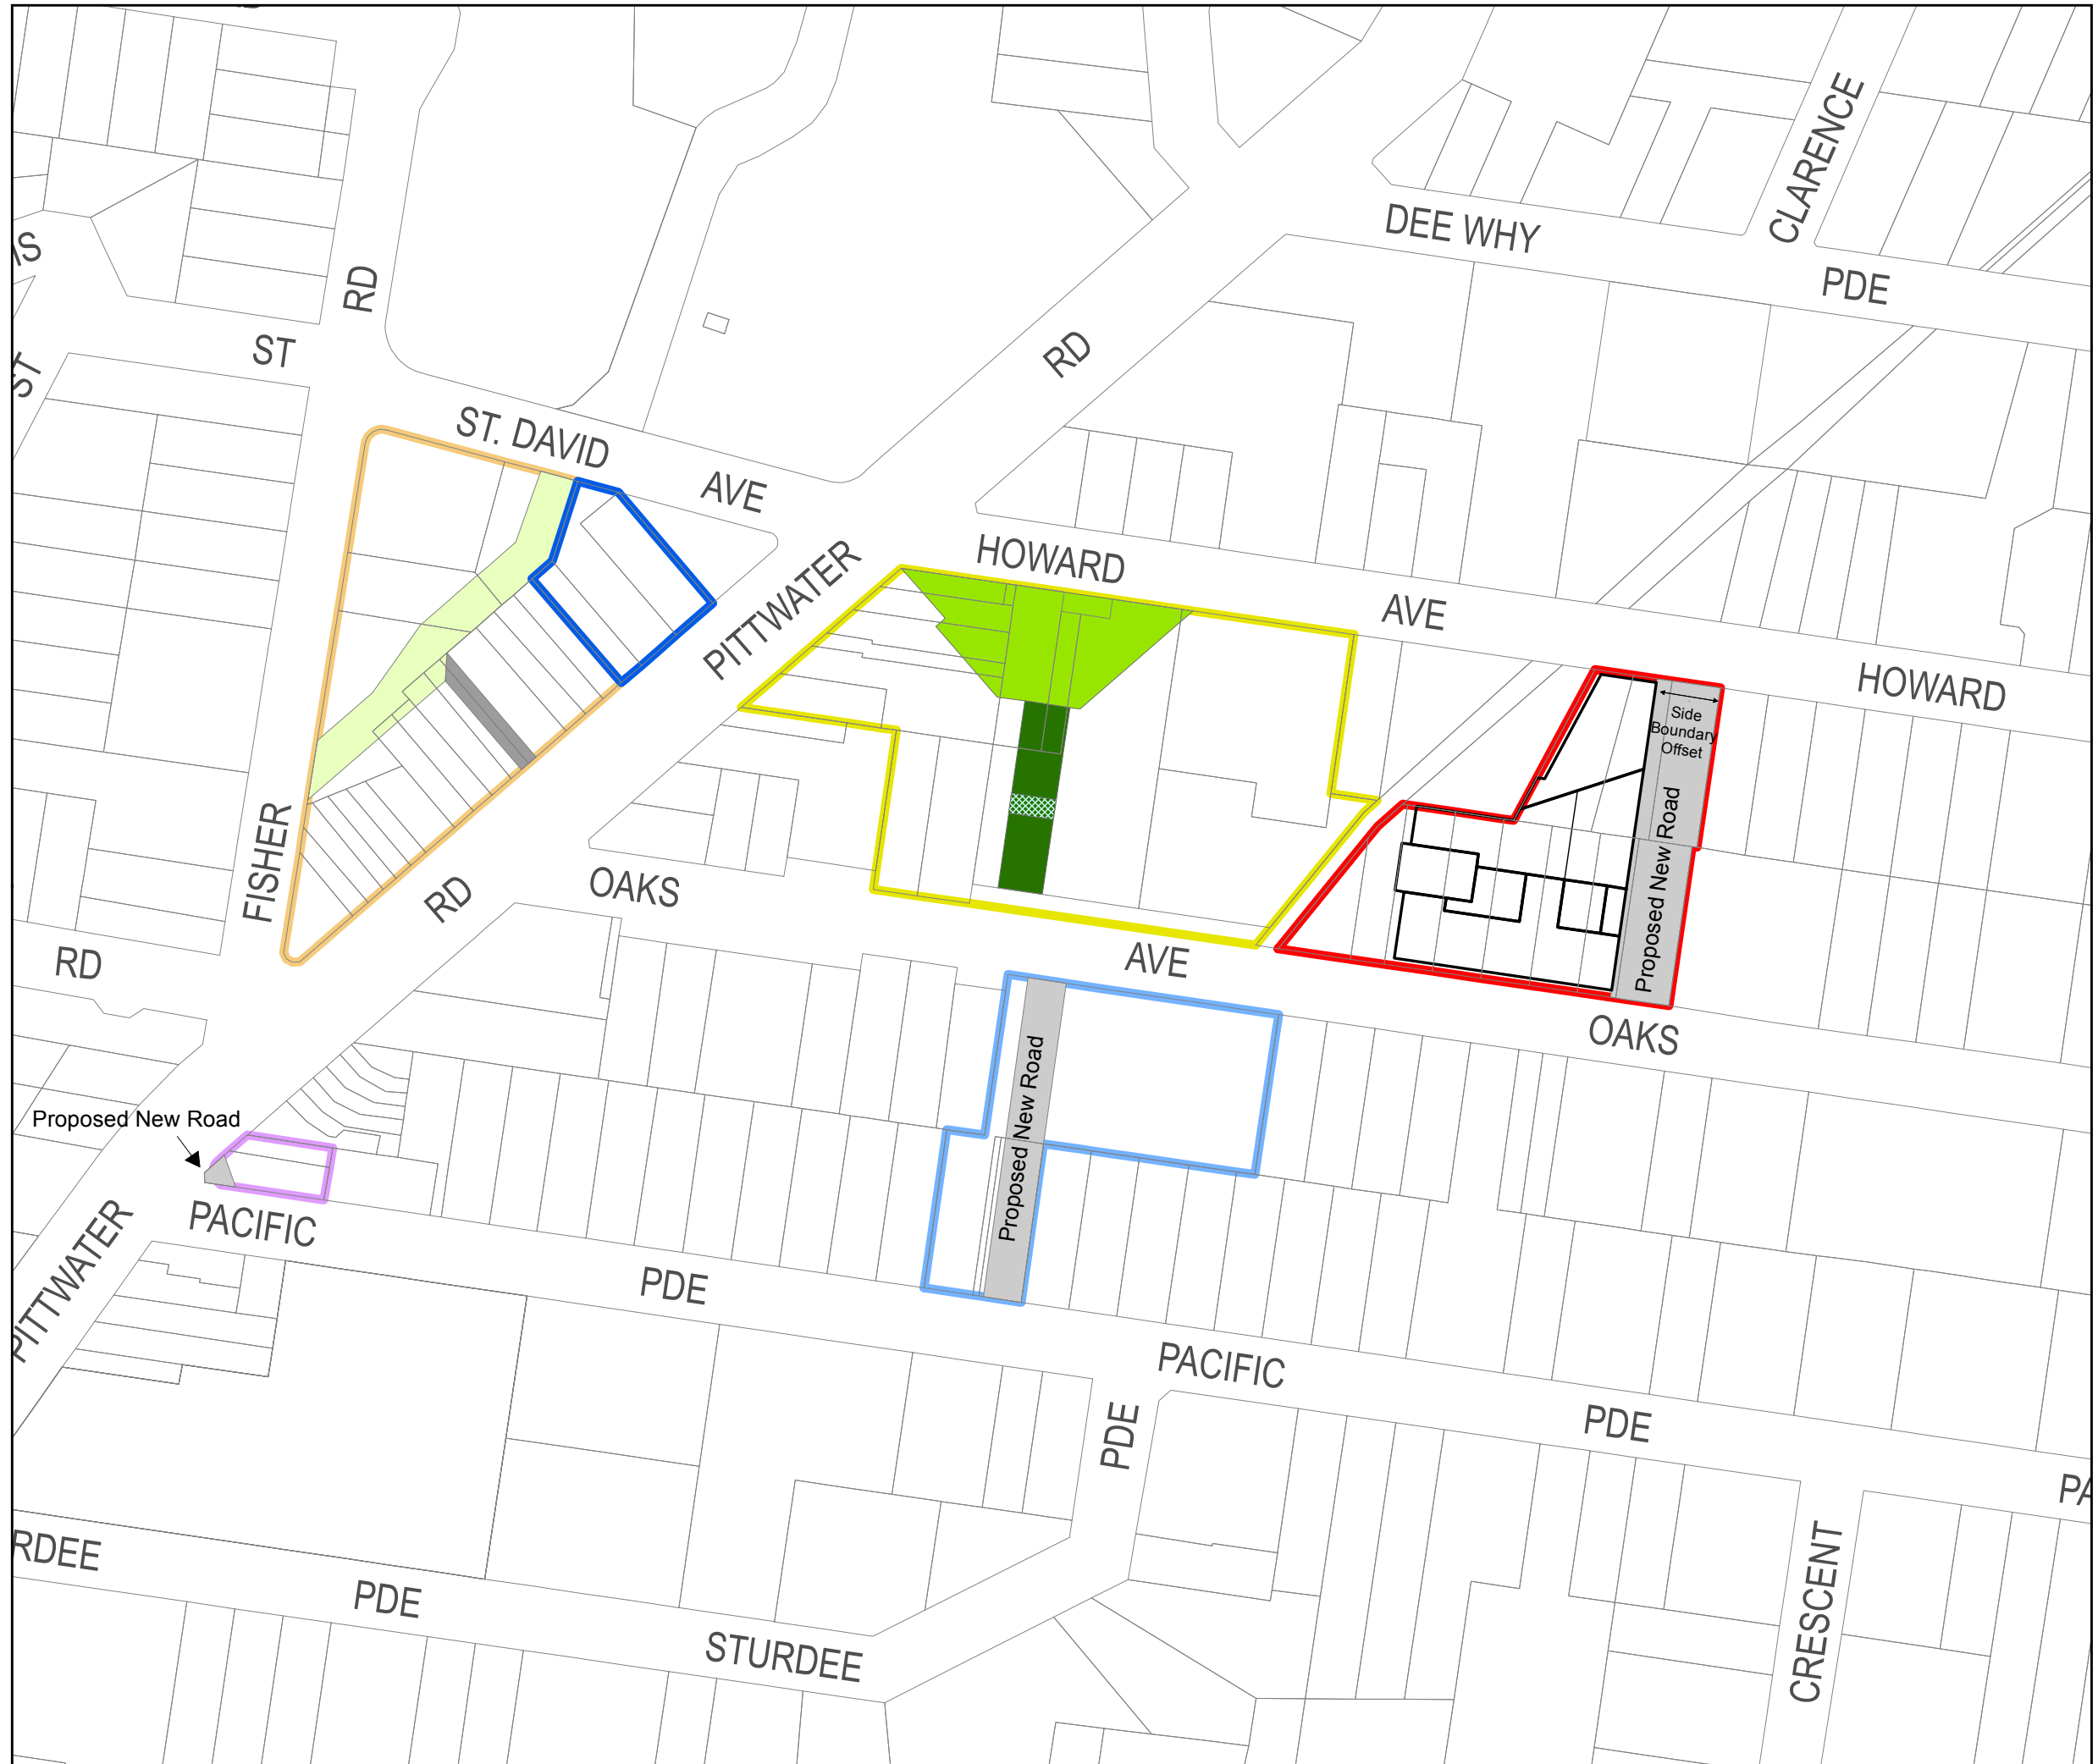 CLARENCE
DEE WHY
PDE
RD
RD
ST
ST
ST. DAVID
AVE
HOWARD
AVE
PITTWATER
HOWARD
Side
Boundary
Offset
Proposed New Road
FISHER
RD
OAKS
AVE
RD
OAKS
Proposed New Road
Proposed New Road
PACIFIC
PITTWATER
PDE
PACIFIC
PDE
PDE
RDEE
PDE
STURDEE
CRESCENT